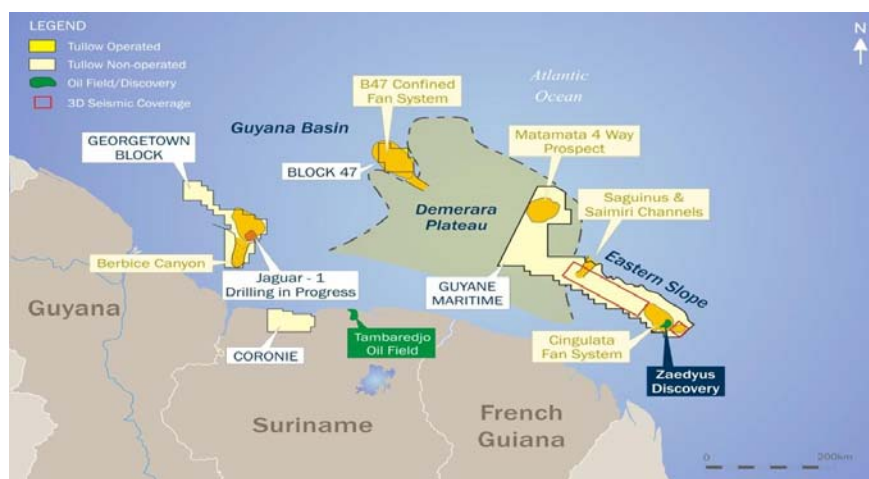 LEGEND
Tullow Operated
Tullow Non-operated
Oil Field/Discovery
3D Seismic Coverage
N
B47 Confined
Fan System
Atlantic
Ocean
Guyana Basin
GEORGETOWN
BLOCK
BLOCK 47
Matamata 4 Way
Prospect
Saguinus &
Saimiri Channels
Demerara
Plateau
Eastern Slope
Berbice Canyon
Jaguar - 1
Drilling in Progress
GUYANE
MARITIME
Guyana
CORONIE
Tambaredjo
Oil Field
Cingulata
Fan System
Zaedyus
Discovery
Suriname
French
Guiana
0
200km